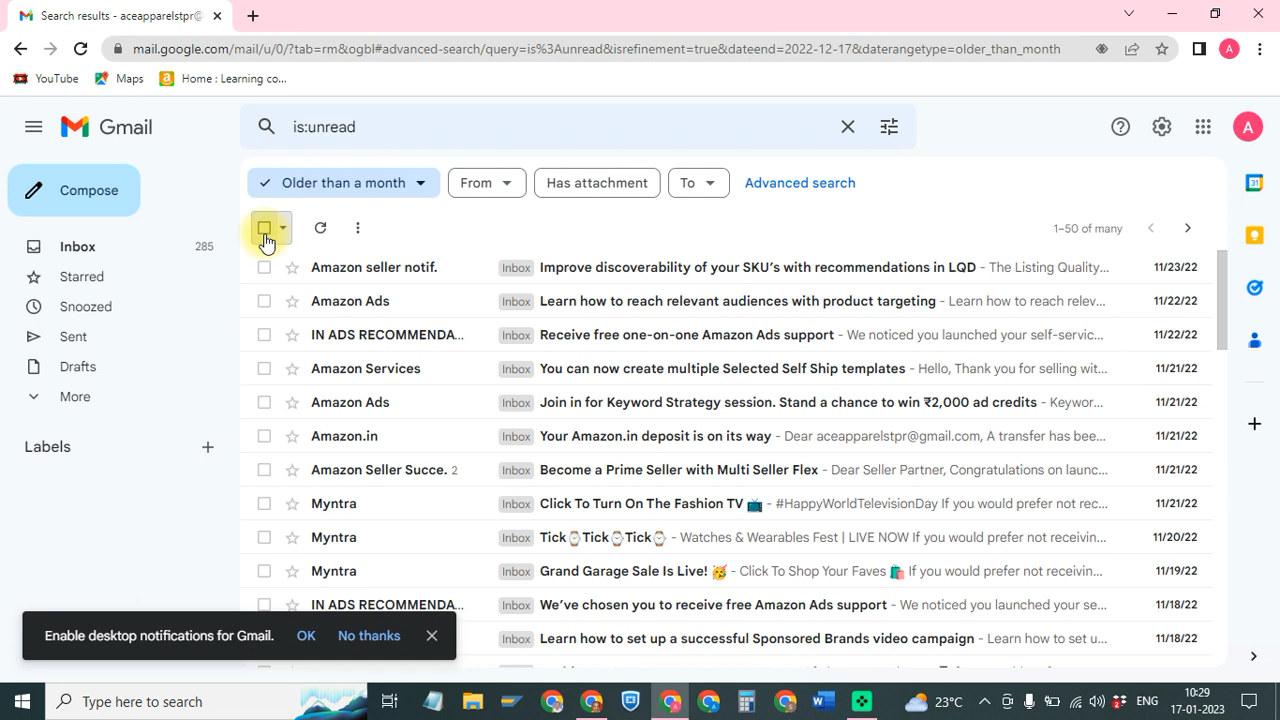 Search results - aceapparelstpr@
mail.google.com/mail/u/0/?tab=rm&ogbl#advanced-search/query=is%3Aunread&isrefinement=true&dateend=2022-12-17&daterangetype=older_than_month
A
YouTube Maps Home : Learning co...
Gmail
is:unread
A
Compose
Older than a month From Has attachment To Advanced search
1–50 of many
Inbox 285
Starred
Snoozed
Sent
Drafts
More
Labels
Amazon seller notif. Inbox Improve discoverability of your SKU's with recommendations in LQD - The Listing Quality... 11/23/22
Amazon Ads Inbox Learn how to reach relevant audiences with product targeting - Learn how to reach relev... 11/22/22
IN ADS RECOMMENDA... Inbox Receive free one-on-one Amazon Ads support - We noticed you launched your self-servic... 11/22/22
Amazon Services Inbox You can now create multiple Selected Self Ship templates - Hello, Thank you for selling wit... 11/21/22
Amazon Ads Inbox Join in for Keyword Strategy session. Stand a chance to win ₹2,000 ad credits - Keywor... 11/21/22
Amazon.in Inbox Your Amazon.in deposit is on its way - Dear aceapparelstpr@gmail.com, A transfer has bee... 11/21/22
Amazon Seller Succe. 2 Inbox Become a Prime Seller with Multi Seller Flex - Dear Seller Partner, Congratulations on launc... 11/21/22
Myntra Inbox Click To Turn On The Fashion TV 📺 - #HappyWorldTelevisionDay If you would prefer not rec... 11/21/22
Myntra Inbox Tick⌚Tick⌚Tick⌚ - Watches & Wearables Fest | LIVE NOW If you would prefer not receivin... 11/20/22
Myntra Inbox Grand Garage Sale Is Live! 🥳 - Click To Shop Your Faves 🛍️ If you would prefer not receivin... 11/19/22
IN ADS RECOMMENDA... Inbox We've chosen you to receive free Amazon Ads support - We noticed you launched your se... 11/18/22
Inbox Learn how to set up a successful Sponsored Brands video campaign - Learn how to set u... 11/18/22
Enable desktop notifications for Gmail. OK No thanks
Type here to search
23°C ENG 10:29
17-01-2023